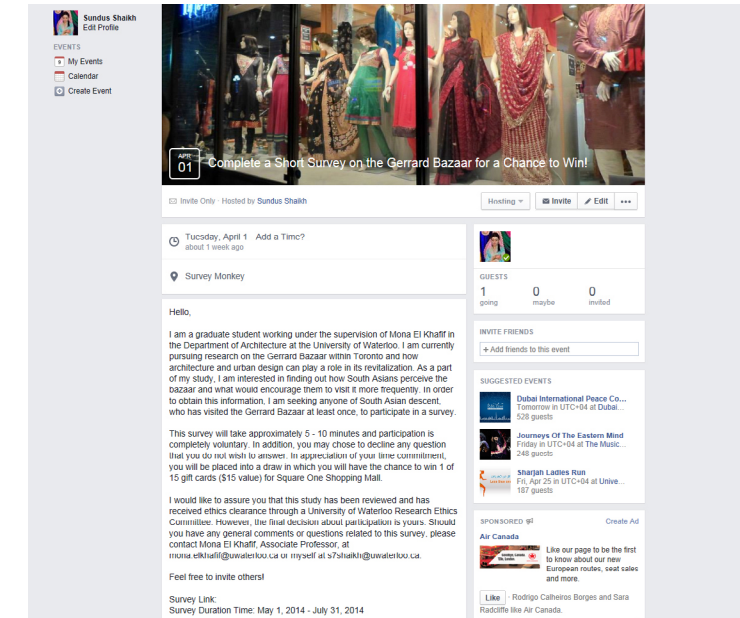 Sundus Shaikh
Edit Profile
EVENTS
My Events
Calendar
Create Event
APR
01
Complete a Short Survey on the Gerrard Bazaar for a Chance to Win!
Invite Only · Hosted by Sundus Shaikh
Hosting
Invite
Edit
Tuesday, April 1 Add a Time?
about 1 week ago
Survey Monkey
Hello,
I am a graduate student working under the supervision of Mona El Khafif in
the Department of Architecture at the University of Waterloo. I am currently
pursuing research on the Gerrard Bazaar within Toronto and how
architecture and urban design can play a role in its revitalization. As a part
of my study, I am interested in finding out how South Asians perceive the
bazaar and what would encourage them to visit it more frequently. In order
to obtain this information, I am seeking anyone of South Asian descent,
who has visited the Gerrard Bazaar at least once, to participate in a survey.
This survey will take approximately 5 - 10 minutes and participation is
completely voluntary. In addition, you may chose to decline any question
that you do not wish to answer. In appreciation of your time commitment,
you will be placed into a draw in which you will have the chance to win 1 of
15 gift cards ($15 value) for Square One Shopping Mall.
I would like to assure you that this study has been reviewed and has
received ethics clearance through a University of Waterloo Research Ethics
Committee. However, the final decision about participation is yours. Should
you have any general comments or questions related to this survey, please
contact Mona El Khafif, Associate Professor, at
mona.elkhafif@uwaterloo.ca or myself at s7shaikh@uwaterloo.ca.
Feel free to invite others!
Survey Link:
Survey Duration Time: May 1, 2014 - July 31, 2014
GUESTS
1 0 0
going maybe invited
INVITE FRIENDS
+ Add friends to this event
SUGGESTED EVENTS
Dubai International Peace Co...
Tomorrow in UTC+04 at Dubai...
528 guests
Journeys Of The Eastern Mind
Friday in UTC+04 at The Music...
248 guests
Sharjah Ladies Run
Fri, Apr 25 in UTC+04 at Unive...
187 guests
SPONSORED
Create Ad
Air Canada
Like our page to be the first
to know about our new
European routes, seat sales
and more.
Like · Rodrigo Calheiros Borges and Sara
Radcliffe like Air Canada.